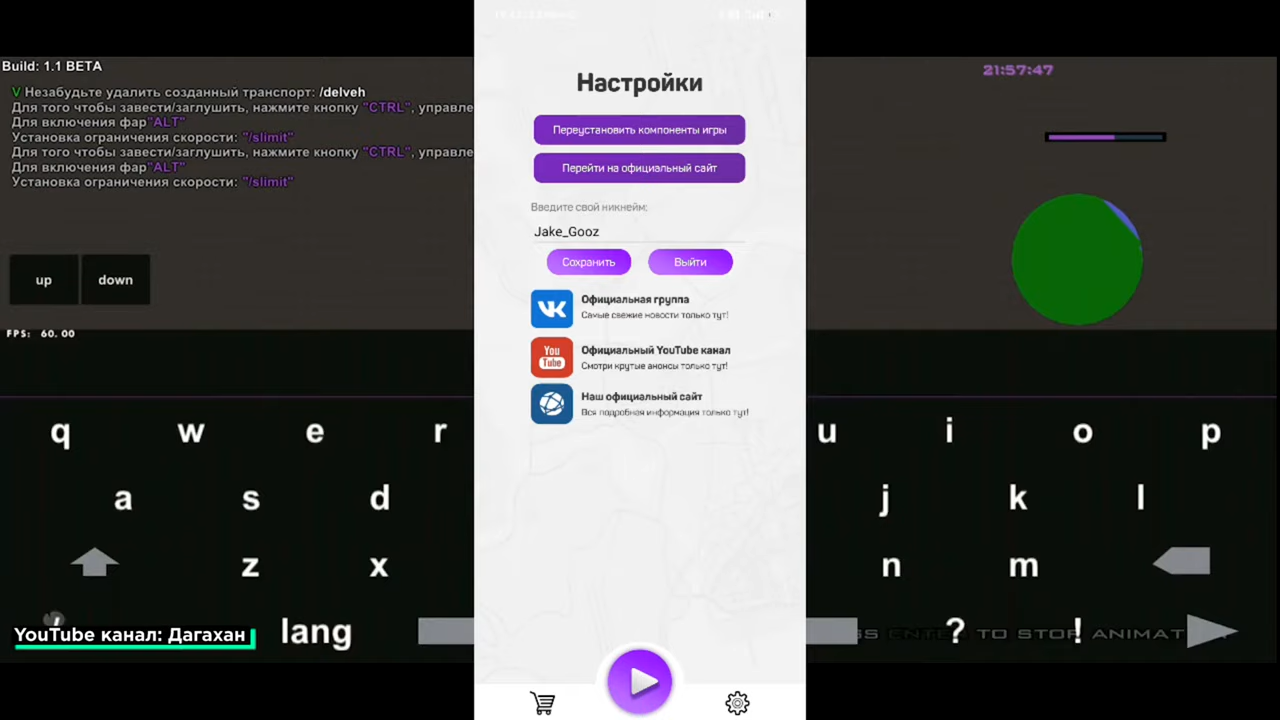 Build: 1.1 BETA
V Незабудьте удалить созданный транспорт: /delveh
Для того чтобы завести/заглушить, нажмите кнопку "CTRL", управле
Для включения фар"ALT"
Установка ограничения скорости: "/slimit"
Для того чтобы завести/заглушить, нажмите кнопку "CTRL", управле
Для включения фар"ALT"
Установка ограничения скорости: "/slimit"
up down
FPS: 60.00
q w e r
a s d
z x
lang
YouTube канал: Дагахан
Настройки
Переустановить компоненты игры
Перейти на официальный сайт
Введите свой никнейм:
Jake_Gooz
Сохранить Выйти
Официальная группа
Самые свежие новости только тут!
You
Tube
Официальный YouTube канал
Смотри крутые анонсы только тут!
Наш официальный сайт
Вся подробная информация только тут!
21:57:47
u i o p
j k l
n m
? !
ENTER TO STOP ANIMAT